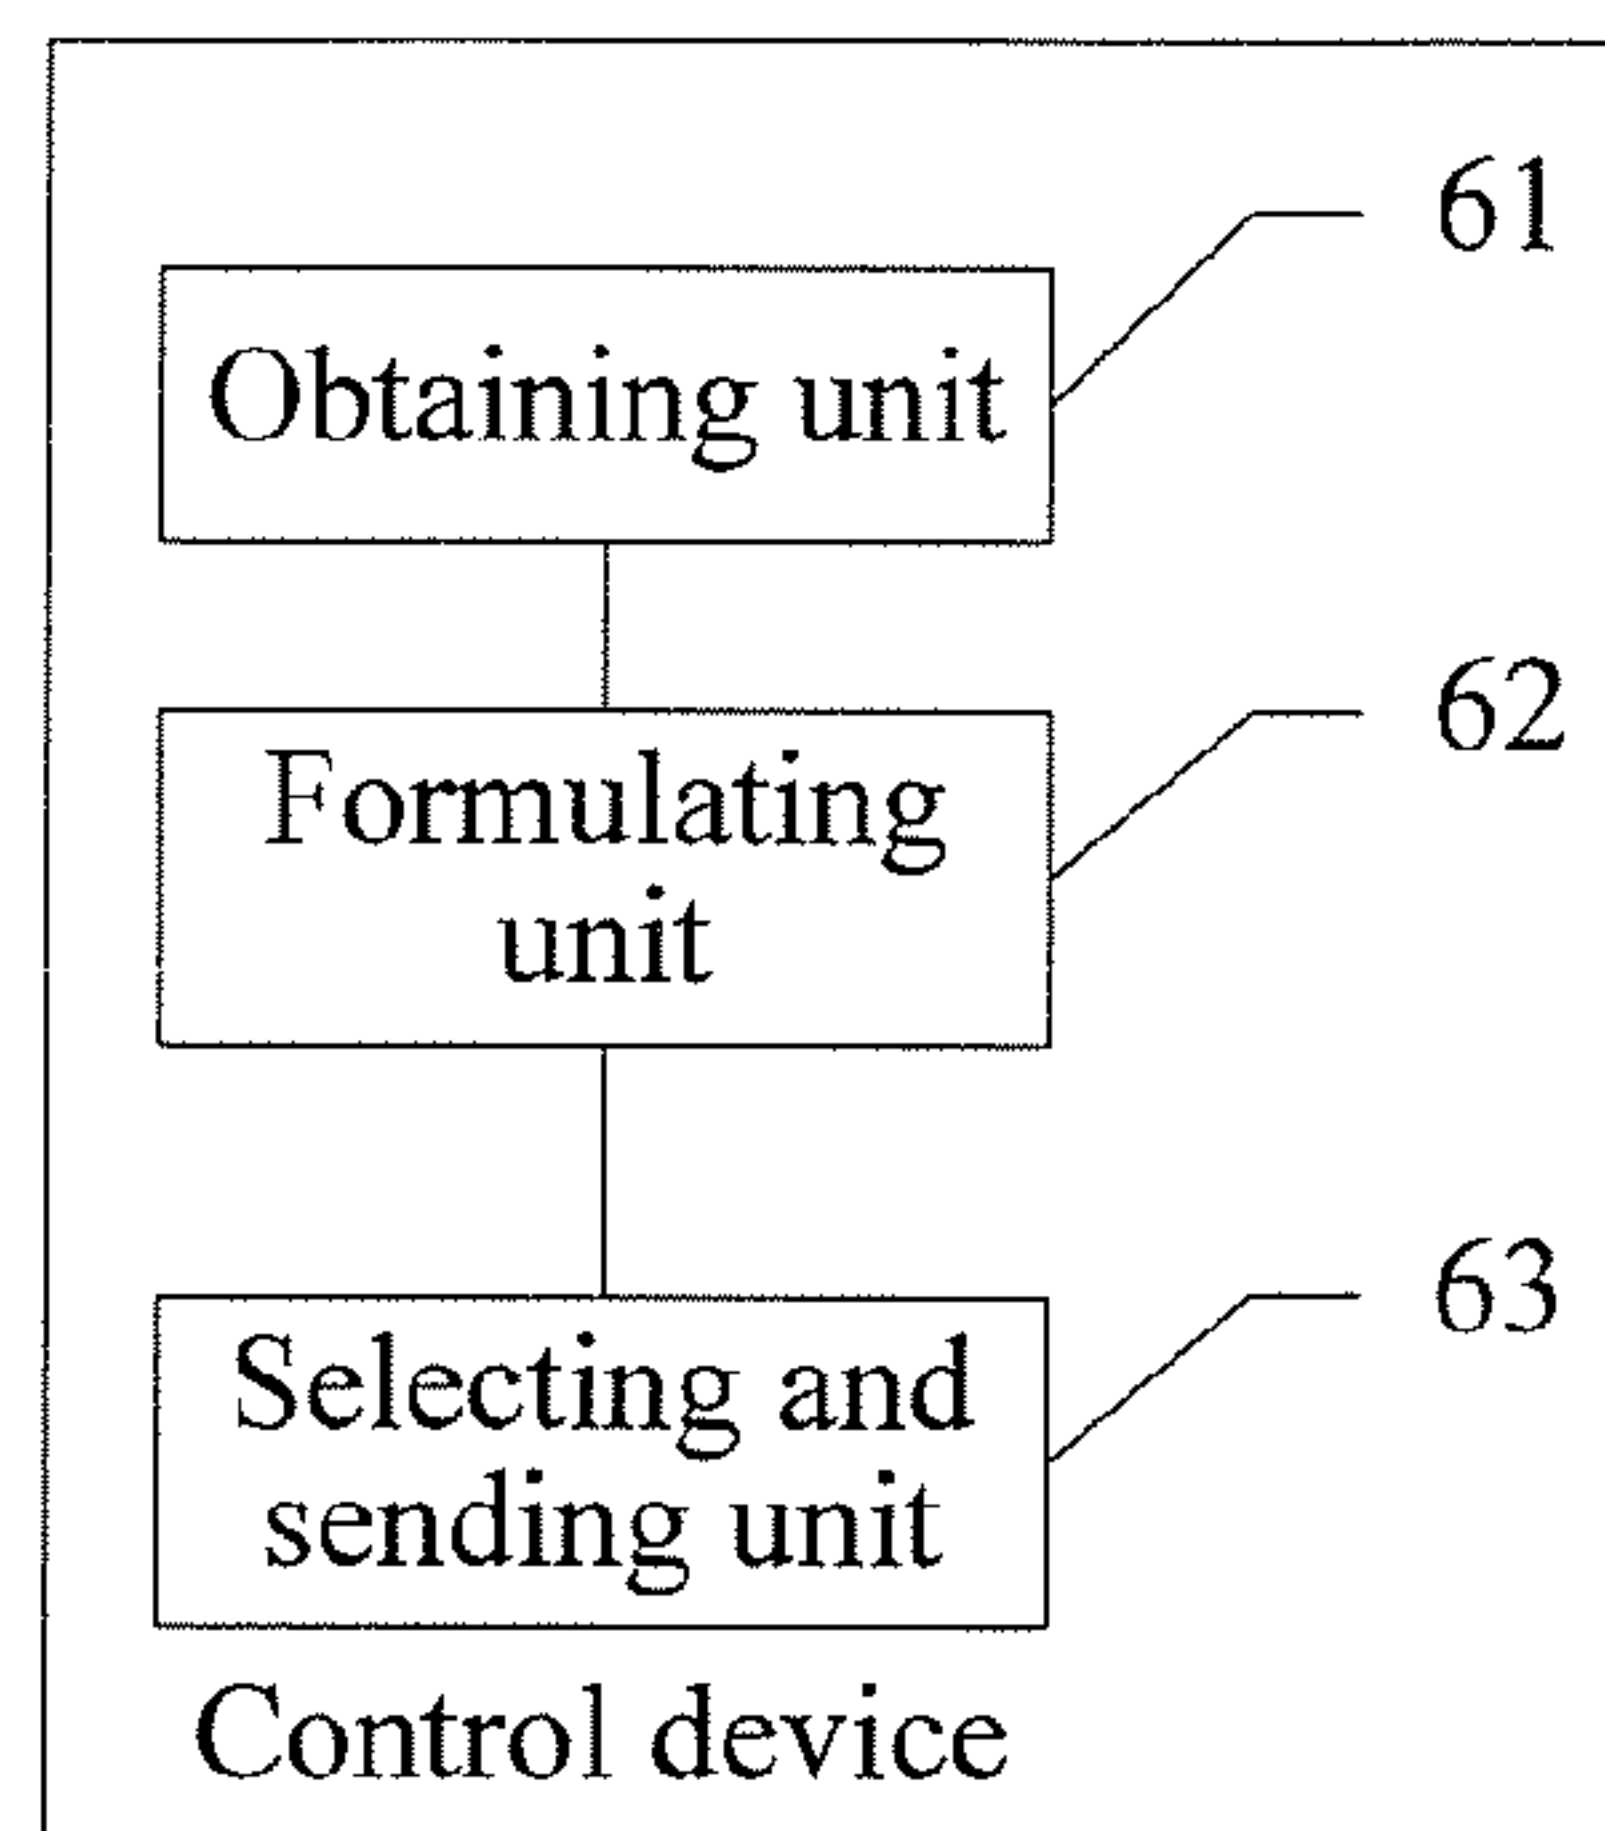 61
Obtaining unit
62
Formulating
unit
63
Selecting and
sending unit
Control device